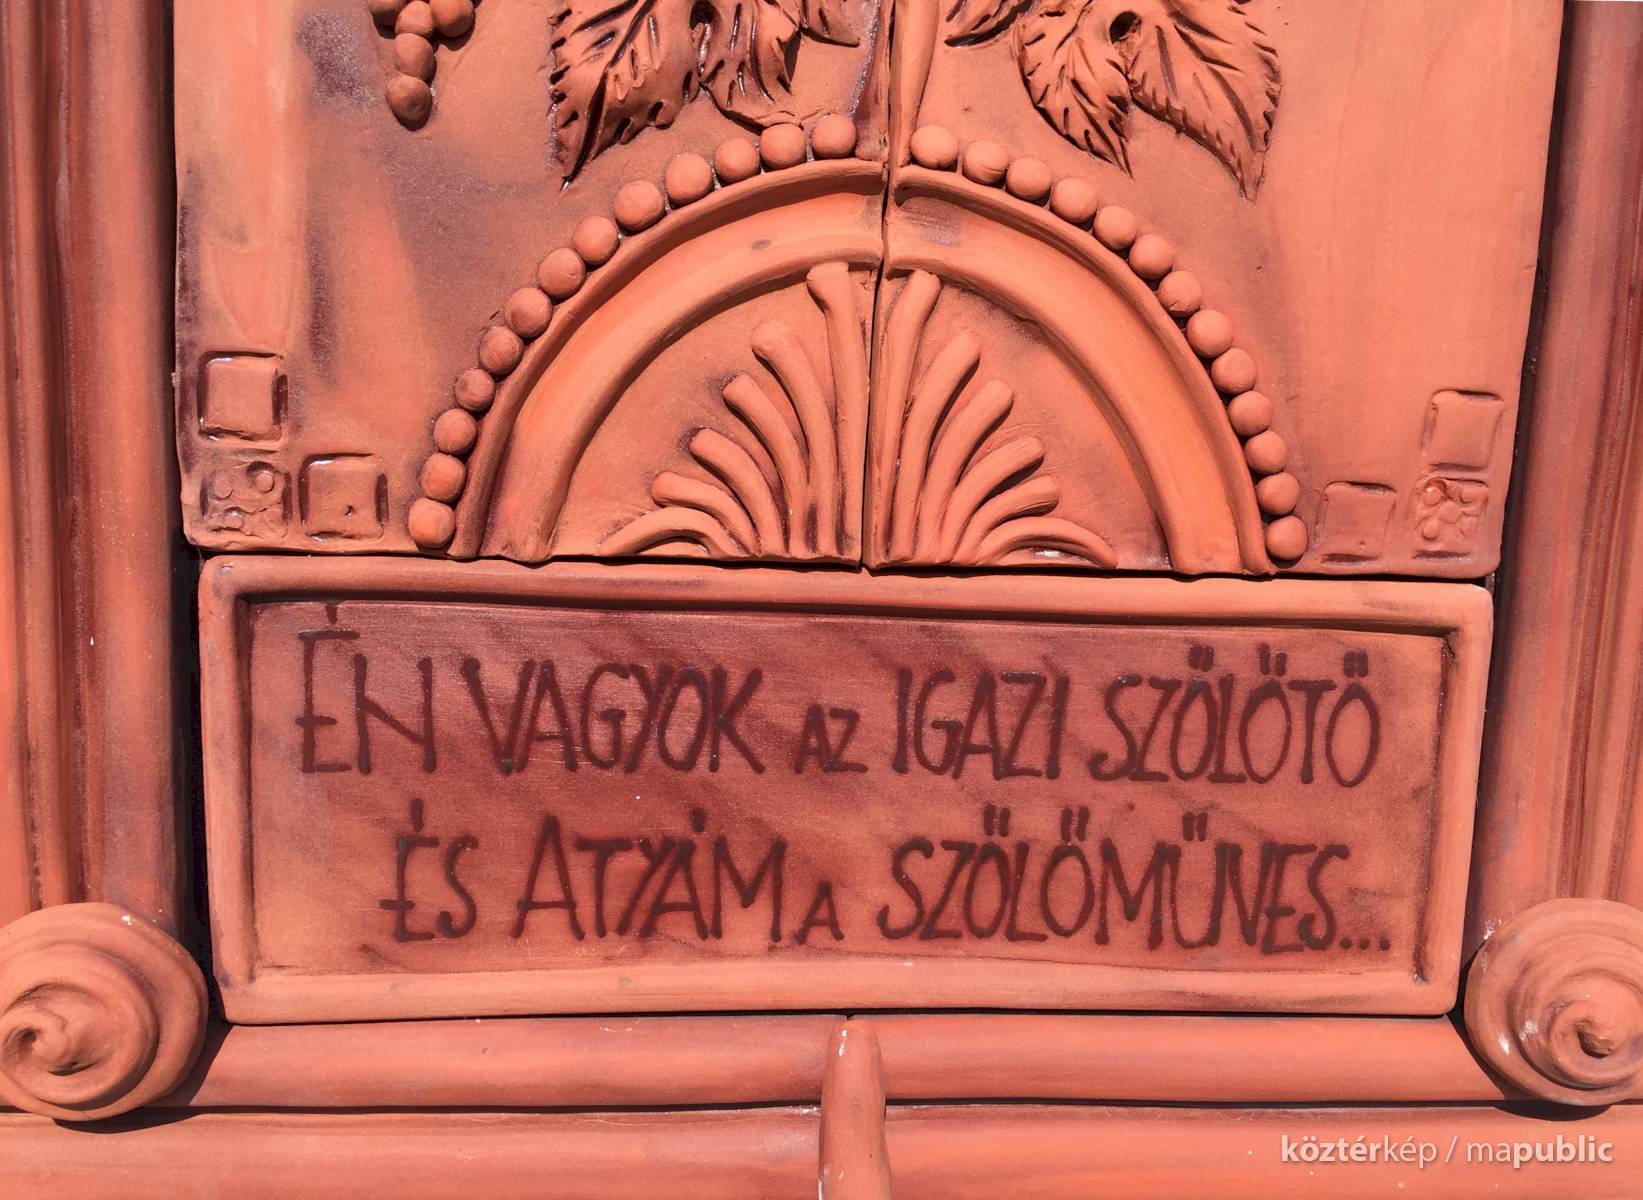 ÉN VAGYOK AZ IGAZI SZŐLŐTŐ
ÉS ATYÁM A SZŐLŐMŰVES...
köztérkép / mapublic